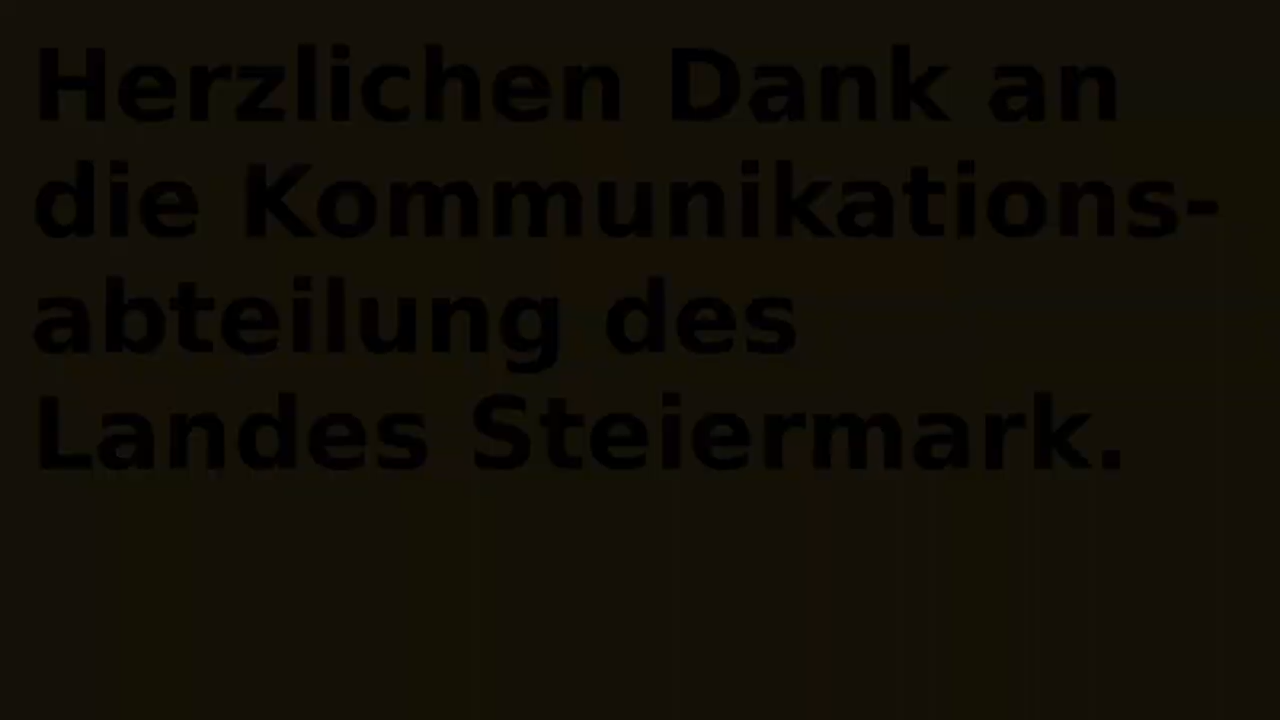 Herzlichen Dank an
die Kommunikations-
abteilung des
Landes Steiermark.